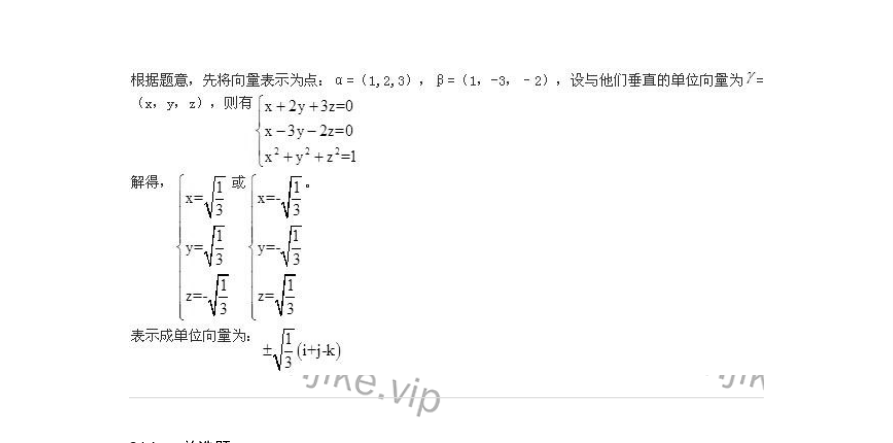 根据题意，先将向量表示为点：α=（1,2,3），β=（1，-3，-2），设与他们垂直的单位向量为γ=
（x，y，z），则有 { x+2y+3z=0
x-3y-2z=0
x²+y²+z²=1
解得，{ x=√(1/3) 或 { x=-√(1/3) 。
y=√(1/3) y=-√(1/3)
z=-√(1/3) z=√(1/3)
表示成单位向量为：±√(1/3)(i+j-k)
.vip